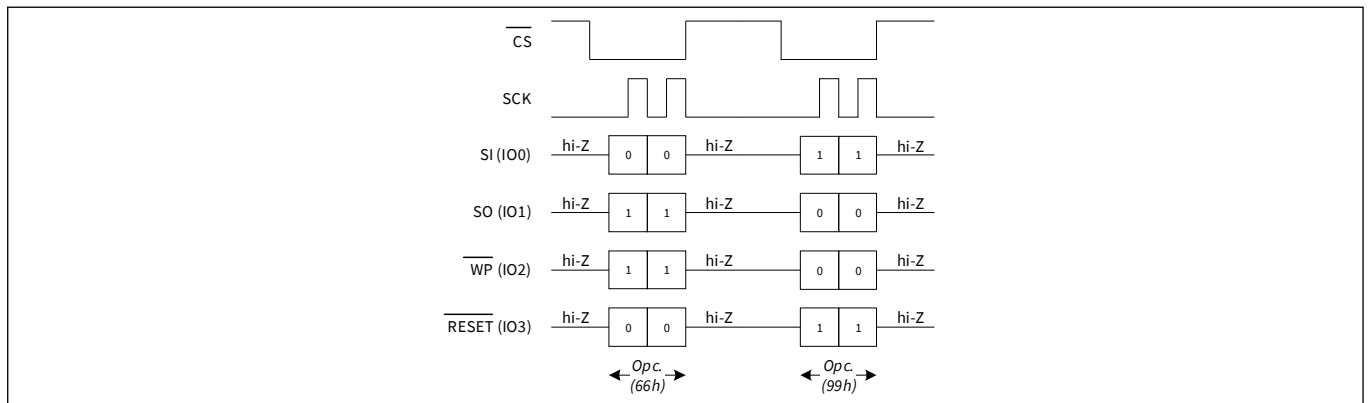 CS
SCK
SI (IO0) hi-Z 0 0 hi-Z 1 1 hi-Z
SO (IO1) hi-Z 1 1 hi-Z 0 0 hi-Z
WP (IO2) hi-Z 1 1 hi-Z 0 0 hi-Z
RESET (IO3) hi-Z 0 0 hi-Z 1 1 hi-Z
Opc. Opc.
(66h) (99h)